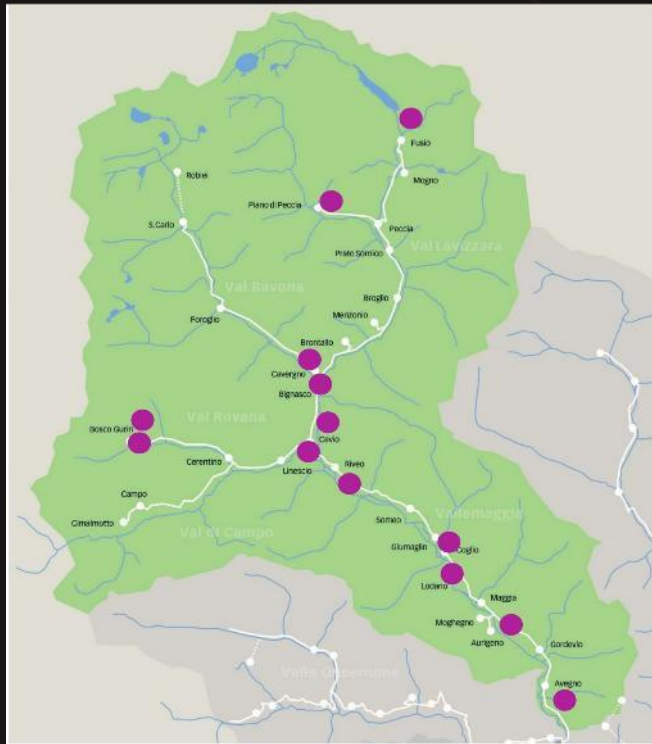 Fusio
Robiei
Mogno
Piano di Peccia
S.Carlo
Peccia
Val Lavizzara
Prato Sornico
Val Bavona
Broglio
Menzonio
Foroglio
Brontallo
Cavergno
Bignasco
Val Rovana
Bosco Gurin
Cevio
Cerentino
Linescio
Riveo
Campo
Someo
Vallemaggia
Cimalmotto
Val di Campo
Giumaglio
Coglio
Lodano
Maggia
Moghegno
Aurigeno
Gordevio
Valle Onsernone
Avegno